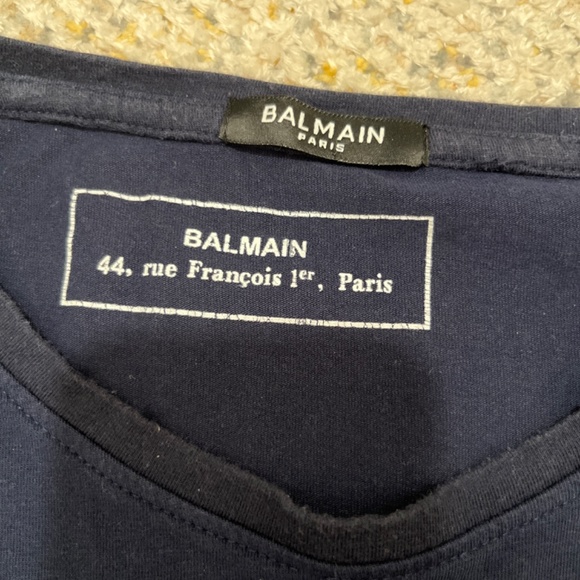 BALMAIN
PARIS
BALMAIN
44, rue François 1er, Paris